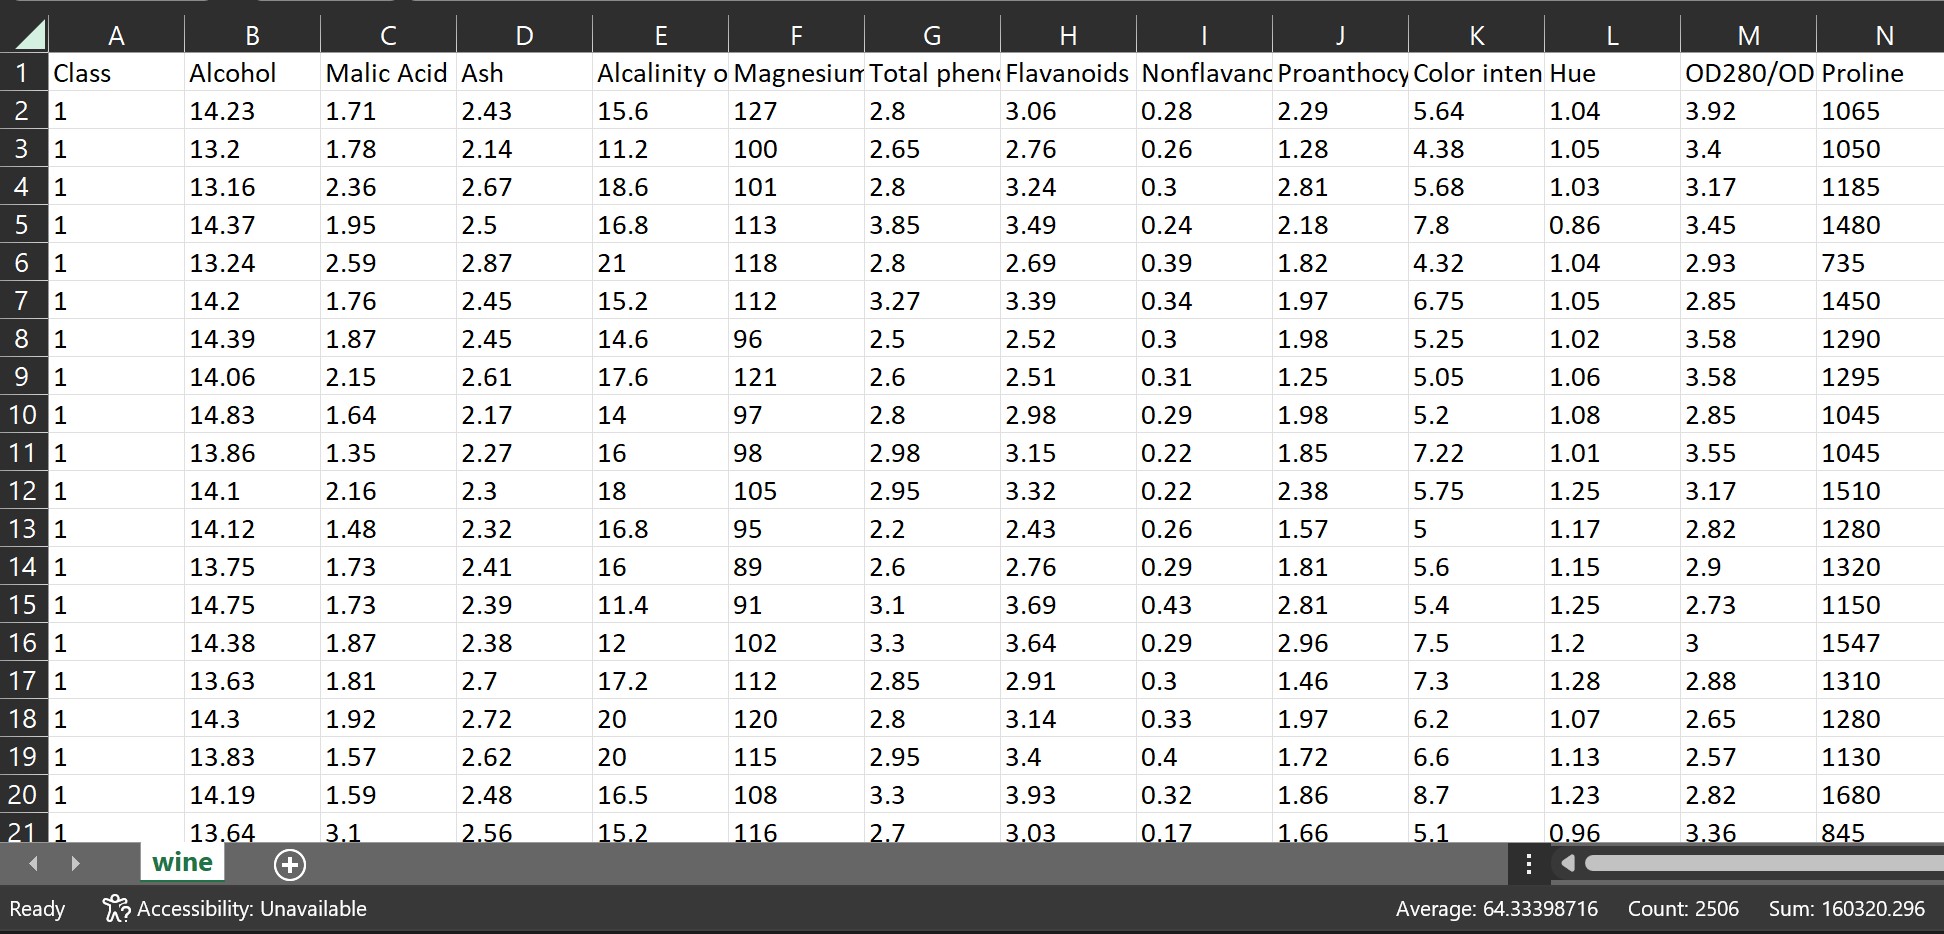 A B C D E F G H I J K L M N
1 Class Alcohol Malic Acid Ash Alcalinity o Magnesium Total pheno Flavanoids Nonflavano Proanthocy Color inten Hue OD280/OD Proline
2 1 14.23 1.71 2.43 15.6 127 2.8 3.06 0.28 2.29 5.64 1.04 3.92 1065
3 1 13.2 1.78 2.14 11.2 100 2.65 2.76 0.26 1.28 4.38 1.05 3.4 1050
4 1 13.16 2.36 2.67 18.6 101 2.8 3.24 0.3 2.81 5.68 1.03 3.17 1185
5 1 14.37 1.95 2.5 16.8 113 3.85 3.49 0.24 2.18 7.8 0.86 3.45 1480
6 1 13.24 2.59 2.87 21 118 2.8 2.69 0.39 1.82 4.32 1.04 2.93 735
7 1 14.2 1.76 2.45 15.2 112 3.27 3.39 0.34 1.97 6.75 1.05 2.85 1450
8 1 14.39 1.87 2.45 14.6 96 2.5 2.52 0.3 1.98 5.25 1.02 3.58 1290
9 1 14.06 2.15 2.61 17.6 121 2.6 2.51 0.31 1.25 5.05 1.06 3.58 1295
10 1 14.83 1.64 2.17 14 97 2.8 2.98 0.29 1.98 5.2 1.08 2.85 1045
11 1 13.86 1.35 2.27 16 98 2.98 3.15 0.22 1.85 7.22 1.01 3.55 1045
12 1 14.1 2.16 2.3 18 105 2.95 3.32 0.22 2.38 5.75 1.25 3.17 1510
13 1 14.12 1.48 2.32 16.8 95 2.2 2.43 0.26 1.57 5 1.17 2.82 1280
14 1 13.75 1.73 2.41 16 89 2.6 2.76 0.29 1.81 5.6 1.15 2.9 1320
15 1 14.75 1.73 2.39 11.4 91 3.1 3.69 0.43 2.81 5.4 1.25 2.73 1150
16 1 14.38 1.87 2.38 12 102 3.3 3.64 0.29 2.96 7.5 1.2 3 1547
17 1 13.63 1.81 2.7 17.2 112 2.85 2.91 0.3 1.46 7.3 1.28 2.88 1310
18 1 14.3 1.92 2.72 20 120 2.8 3.14 0.33 1.97 6.2 1.07 2.65 1280
19 1 13.83 1.57 2.62 20 115 2.95 3.4 0.4 1.72 6.6 1.13 2.57 1130
20 1 14.19 1.59 2.48 16.5 108 3.3 3.93 0.32 1.86 8.7 1.23 2.82 1680
21 1 13.64 3.1 2.56 15.2 116 2.7 3.03 0.17 1.66 5.1 0.96 3.36 845
wine
Ready Accessibility: Unavailable Average: 64.33398716 Count: 2506 Sum: 160320.296